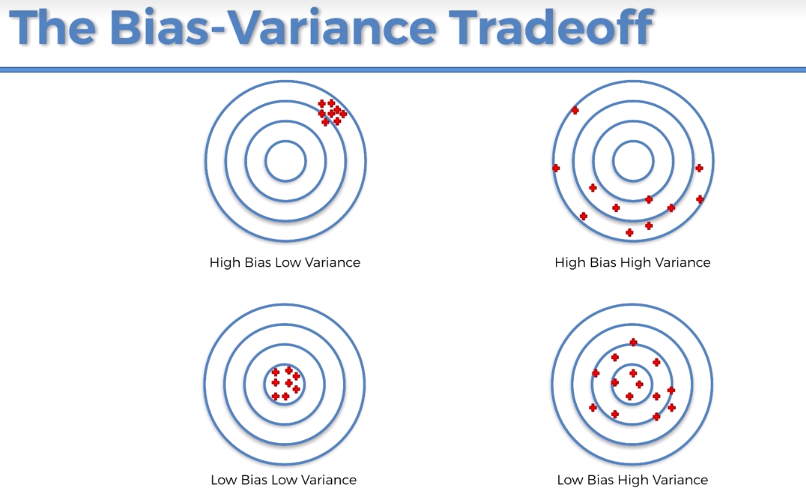 The Bias-Variance Tradeoff
High Bias Low Variance
High Bias High Variance
Low Bias Low Variance
Low Bias High Variance